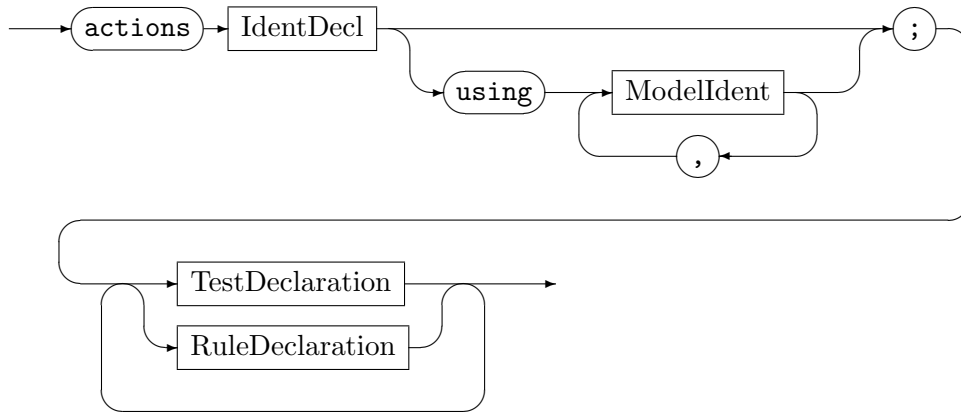 actions IdentDecl ;
using ModelIdent
,
TestDeclaration
RuleDeclaration